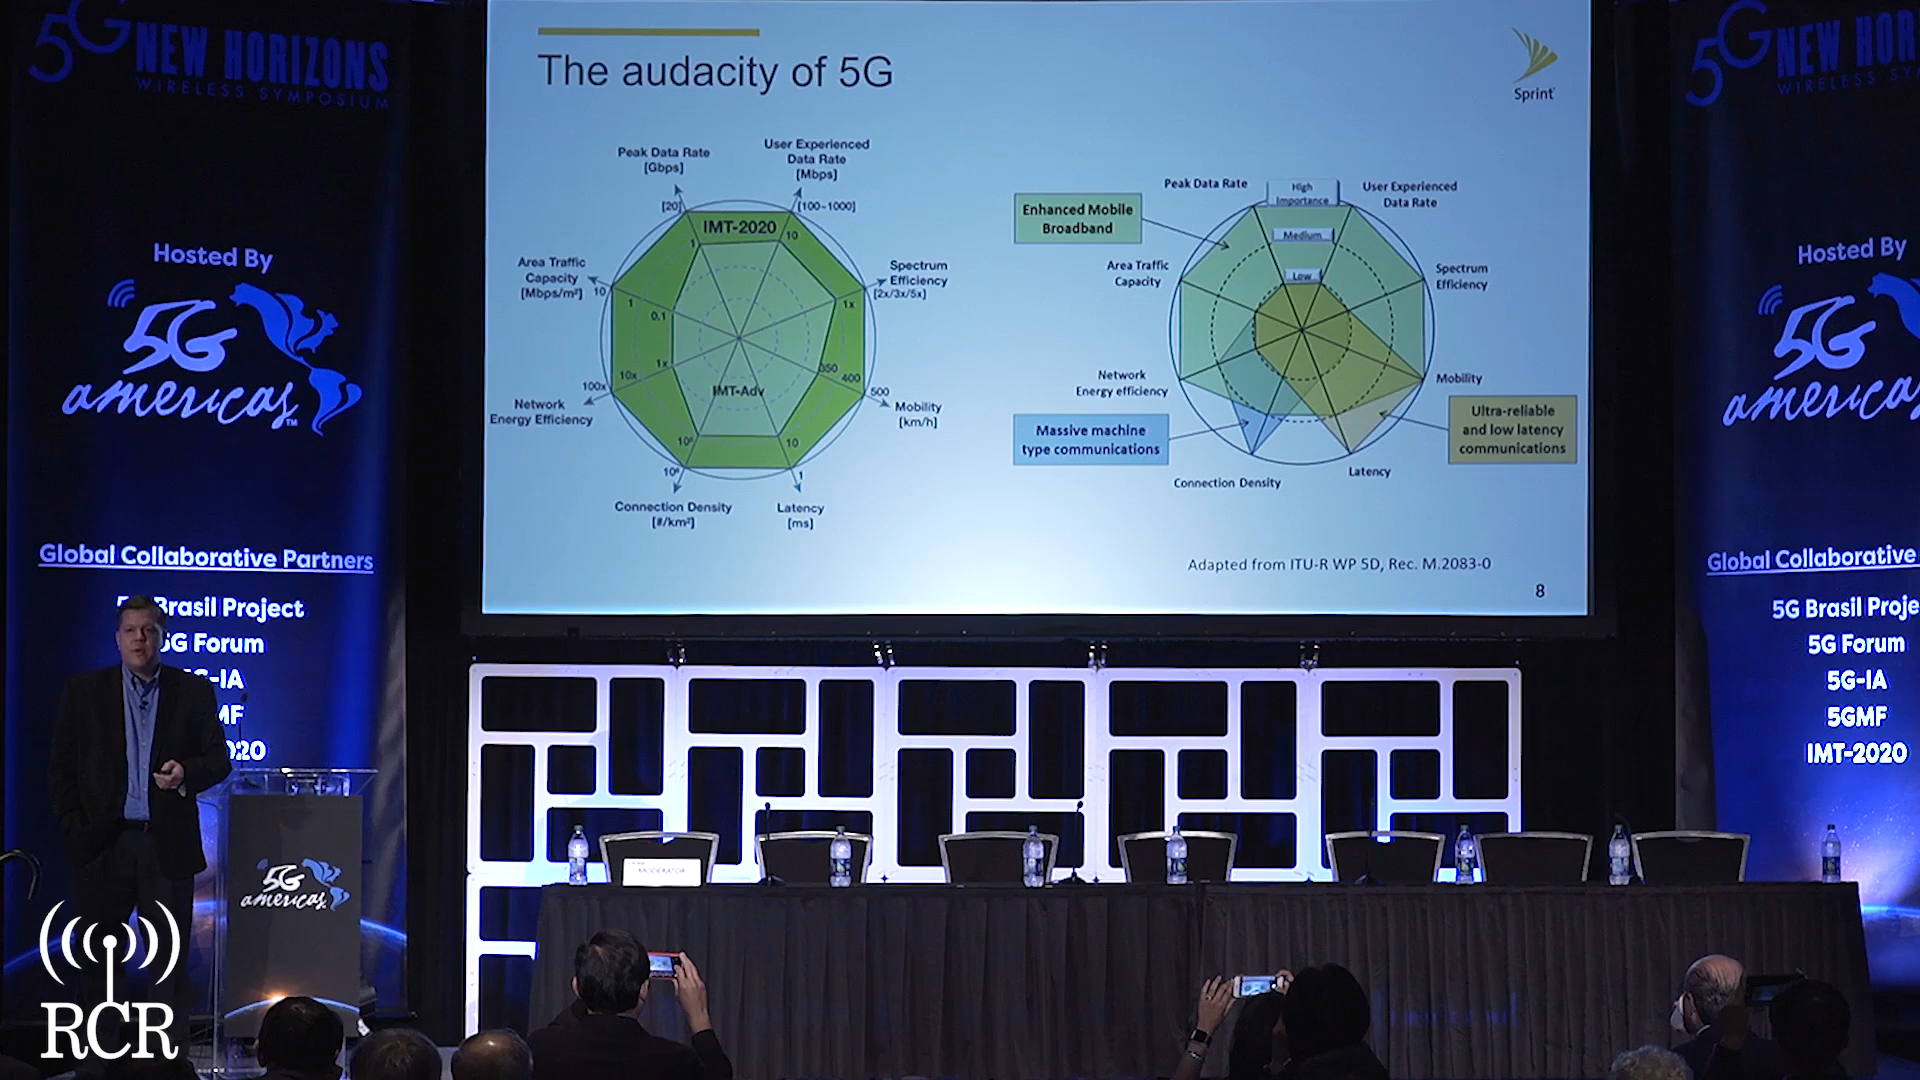 5G NEW HORIZONS
WIRELESS SYMPOSIUM
Hosted By
5G
americas
TM
Global Collaborative Partners
Brasil Project
5G Forum
-IA
MF
020
5G
americas
RCR
The audacity of 5G
Sprint
Peak Data Rate
[Gbps]
User Experienced
Data Rate
[Mbps]
[20]
[100-1000]
IMT-2020
1
10
Area Traffic
Capacity
[Mbps/m²]
10
1
0.1
Spectrum
Efficiency
[2x/3x/5x]
1x
1x
10x
100x
Network
Energy Efficiency
IMT-Adv
350
400
500
Mobility
[km/h]
10⁵
10⁶
Connection Density
[#/km²]
10
1
Latency
[ms]
Peak Data Rate
High
Importance
User Experienced
Data Rate
Enhanced Mobile
Broadband
Medium
Low
Area Traffic
Capacity
Spectrum
Efficiency
Network
Energy efficiency
Mobility
Massive machine
type communications
Ultra-reliable
and low latency
communications
Connection Density
Latency
Adapted from ITU-R WP 5D, Rec. M.2083-0
8
MODERATOR
5G NEW HOR
WIRELESS SY
Hosted By
5G
americas
Global Collaborative
5G Brasil Proje
5G Forum
5G-IA
5GMF
IMT-2020